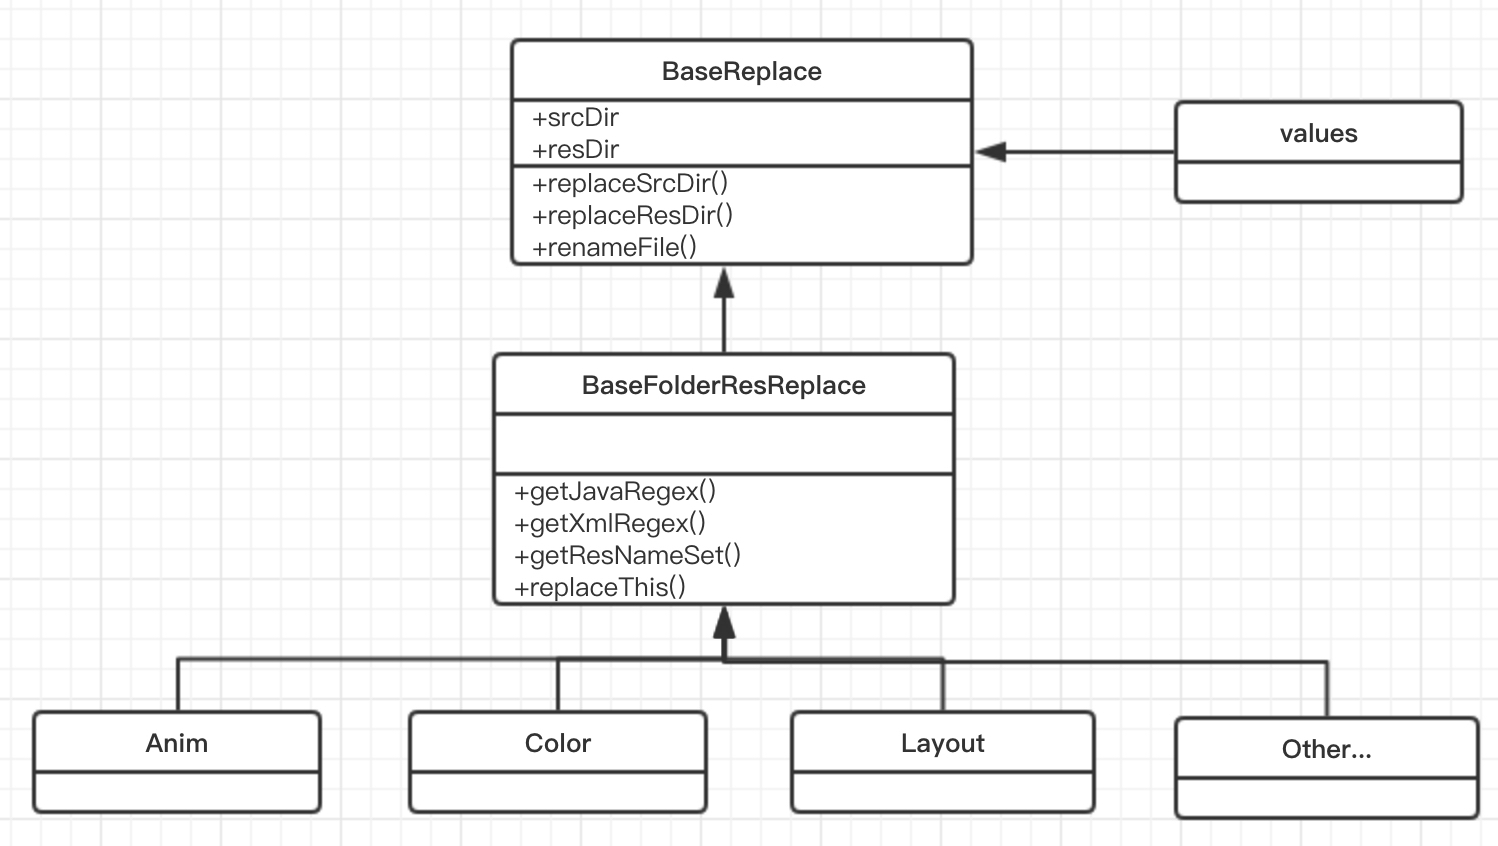 BaseReplace
+srcDir
+resDir
+replaceSrcDir()
+replaceResDir()
+renameFile()
values
BaseFolderResReplace
+getJavaRegex()
+getXmlRegex()
+getResNameSet()
+replaceThis()
Anim
Color
Layout
Other...